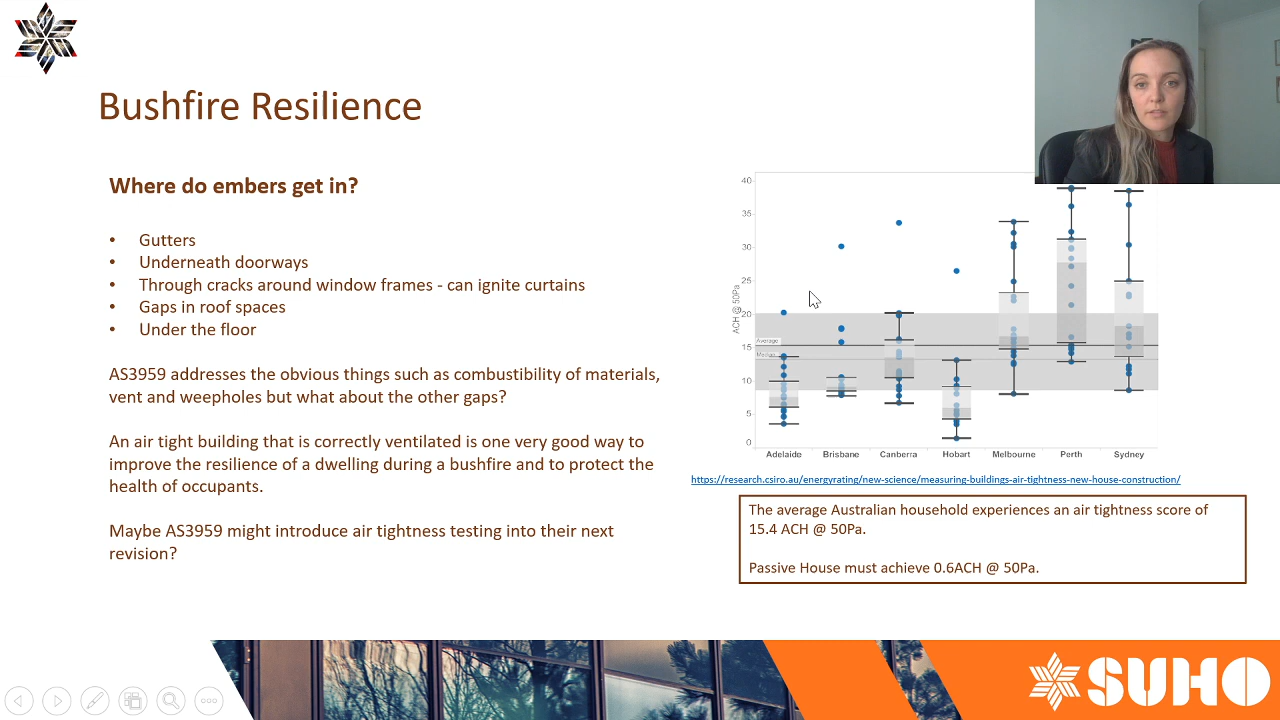 Bushfire Resilience
Where do embers get in?
• Gutters
• Underneath doorways
• Through cracks around window frames - can ignite curtains
• Gaps in roof spaces
• Under the floor
AS3959 addresses the obvious things such as combustibility of materials,
vent and weepholes but what about the other gaps?
An air tight building that is correctly ventilated is one very good way to
improve the resilience of a dwelling during a bushfire and to protect the
health of occupants.
Maybe AS3959 might introduce air tightness testing into their next
revision?
ACH @ 50Pa
40
35
30
25
20
15
10
5
0
Average
Median
Adelaide Brisbane Canberra Hobart Melbourne Perth Sydney
https://research.csiro.au/energyrating/new-science/measuring-buildings-air-tightness-new-house-construction/
The average Australian household experiences an air tightness score of
15.4 ACH @ 50Pa.
Passive House must achieve 0.6ACH @ 50Pa.
SUHO